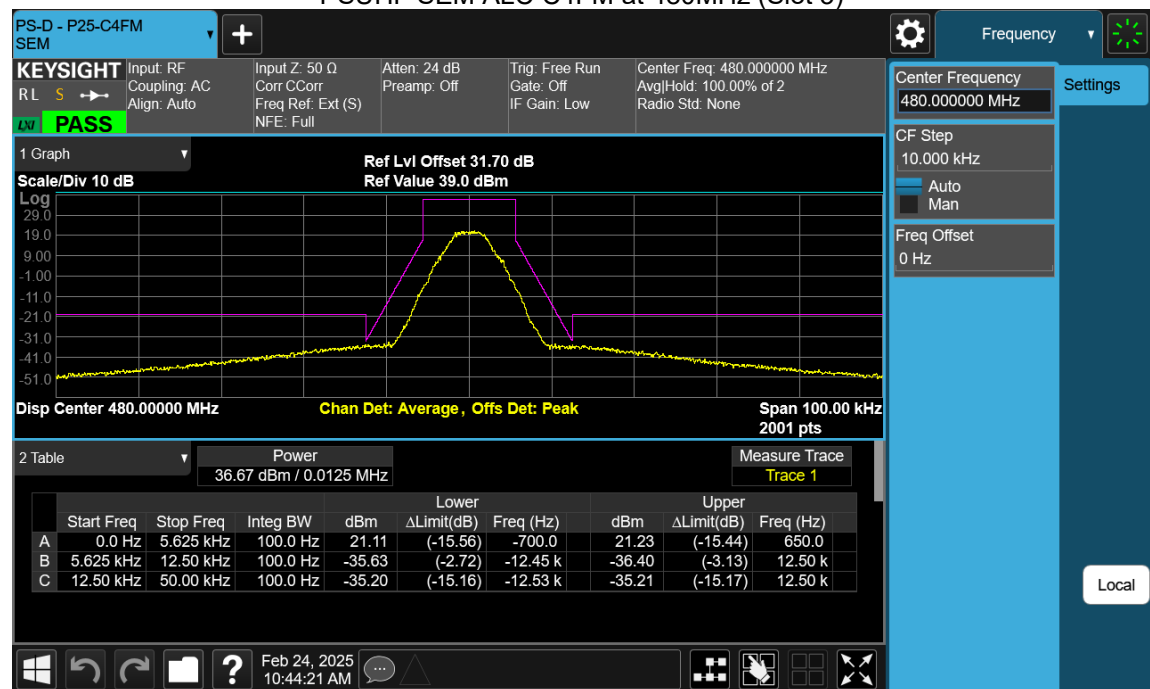 PS-D - P25-C4FM
SEM
Frequency
KEYSIGHT
RL S
LXI PASS
Input: RF
Coupling: AC
Align: Auto
Input Z: 50 Ω
Corr CCorr
Freq Ref: Ext (S)
NFE: Full
Atten: 24 dB
Preamp: Off
Trig: Free Run
Gate: Off
IF Gain: Low
Center Freq: 480.000000 MHz
Avg|Hold: 100.00% of 2
Radio Std: None
Center Frequency
480.000000 MHz
Settings
CF Step
10.000 kHz
Auto
Man
Freq Offset
0 Hz
1 Graph
Scale/Div 10 dB
Ref Lvl Offset 31.70 dB
Ref Value 39.0 dBm
Log
29.0
19.0
9.00
-1.00
-11.0
-21.0
-31.0
-41.0
-51.0
Disp Center 480.00000 MHz
Chan Det: Average , Offs Det: Peak
Span 100.00 kHz
2001 pts
2 Table
Power
36.67 dBm / 0.0125 MHz
Measure Trace
Trace 1
Lower Upper
Start Freq Stop Freq Integ BW dBm ΔLimit(dB) Freq (Hz) dBm ΔLimit(dB) Freq (Hz)
A 0.0 Hz 5.625 kHz 100.0 Hz 21.11 (-15.56) -700.0 21.23 (-15.44) 650.0
B 5.625 kHz 12.50 kHz 100.0 Hz -35.63 (-2.72) -12.45 k -36.40 (-3.13) 12.50 k
C 12.50 kHz 50.00 kHz 100.0 Hz -35.20 (-15.16) -12.53 k -35.21 (-15.17) 12.50 k
Local
Feb 24, 2025
10:44:21 AM